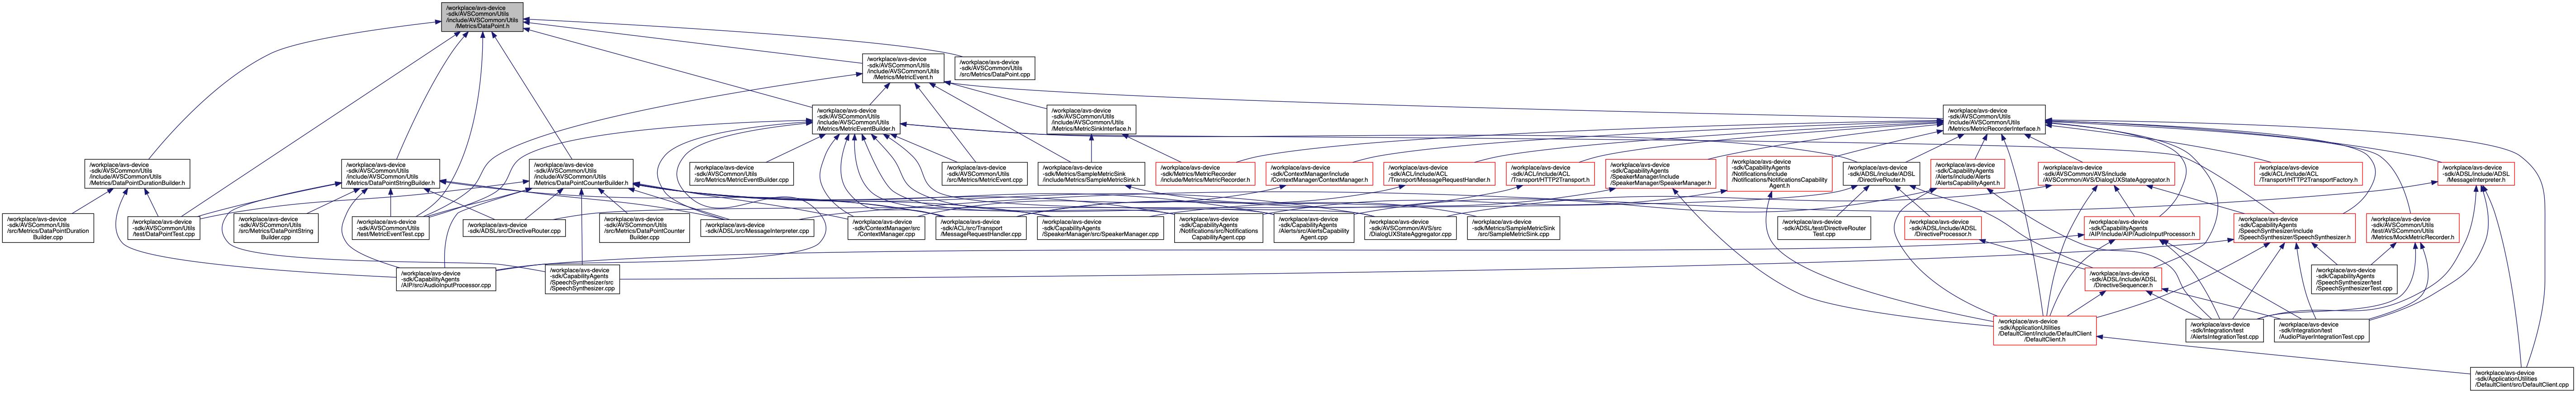 /workplace/avs-device
-sdk/AVSCommon/Utils
/include/AVSCommon/Utils
/Metrics/DataPoint.h
/workplace/avs-device
-sdk/AVSCommon/Utils
/include/AVSCommon/Utils
/Metrics/MetricEvent.h
/workplace/avs-device
-sdk/AVSCommon/Utils
/src/Metrics/DataPoint.cpp
/workplace/avs-device
-sdk/AVSCommon/Utils
/include/AVSCommon/Utils
/Metrics/MetricEventBuilder.h
/workplace/avs-device
-sdk/AVSCommon/Utils
/include/AVSCommon/Utils
/Metrics/MetricSinkInterface.h
/workplace/avs-device
-sdk/AVSCommon/Utils
/include/AVSCommon/Utils
/Metrics/MetricRecorderInterface.h
/workplace/avs-device
-sdk/AVSCommon/Utils
/include/AVSCommon/Utils
/Metrics/DataPointDurationBuilder.h
/workplace/avs-device
-sdk/AVSCommon/Utils
/include/AVSCommon/Utils
/Metrics/DataPointStringBuilder.h
/workplace/avs-device
-sdk/AVSCommon/Utils
/include/AVSCommon/Utils
/Metrics/DataPointCounterBuilder.h
/workplace/avs-device
-sdk/AVSCommon/Utils
/src/Metrics/MetricEventBuilder.cpp
/workplace/avs-device
-sdk/AVSCommon/Utils
/src/Metrics/MetricEvent.cpp
/workplace/avs-device
-sdk/Metrics/SampleMetricSink
/include/Metrics/SampleMetricSink.h
/workplace/avs-device
-sdk/Metrics/MetricRecorder
/include/Metrics/MetricRecorder.h
/workplace/avs-device
-sdk/ContextManager/include
/ContextManager/ContextManager.h
/workplace/avs-device
-sdk/ACL/include/ACL
/Transport/MessageRequestHandler.h
/workplace/avs-device
-sdk/ACL/include/ACL
/Transport/HTTP2Transport.h
/workplace/avs-device
-sdk/CapabilityAgents
/SpeakerManager/include
/SpeakerManager/SpeakerManager.h
/workplace/avs-device
-sdk/CapabilityAgents
/Notifications/include
/Notifications/NotificationsCapability
Agent.h
/workplace/avs-device
-sdk/ADSL/include/ADSL
/DirectiveRouter.h
/workplace/avs-device
-sdk/CapabilityAgents
/Alerts/include/Alerts
/AlertsCapabilityAgent.h
/workplace/avs-device
-sdk/AVSCommon/AVS/include
/AVSCommon/AVS/DialogUXStateAggregator.h
/workplace/avs-device
-sdk/ACL/include/ACL
/Transport/HTTP2TransportFactory.h
/workplace/avs-device
-sdk/ADSL/include/ADSL
/MessageInterpreter.h
/workplace/avs-device
-sdk/AVSCommon/Utils
/src/Metrics/DataPointDuration
Builder.cpp
/workplace/avs-device
-sdk/AVSCommon/Utils
/test/DataPointTest.cpp
/workplace/avs-device
-sdk/AVSCommon/Utils
/src/Metrics/DataPointString
Builder.cpp
/workplace/avs-device
-sdk/AVSCommon/Utils
/test/MetricEventTest.cpp
/workplace/avs-device
-sdk/ADSL/src/DirectiveRouter.cpp
/workplace/avs-device
-sdk/AVSCommon/Utils
/src/Metrics/DataPointCounter
Builder.cpp
/workplace/avs-device
-sdk/ADSL/src/MessageInterpreter.cpp
/workplace/avs-device
-sdk/ContextManager/src
/ContextManager.cpp
/workplace/avs-device
-sdk/ACL/src/Transport
/MessageRequestHandler.cpp
/workplace/avs-device
-sdk/CapabilityAgents
/SpeakerManager/src/SpeakerManager.cpp
/workplace/avs-device
-sdk/CapabilityAgents
/Notifications/src/Notifications
CapabilityAgent.cpp
/workplace/avs-device
-sdk/CapabilityAgents
/Alerts/src/AlertsCapability
Agent.cpp
/workplace/avs-device
-sdk/AVSCommon/AVS/src
/DialogUXStateAggregator.cpp
/workplace/avs-device
-sdk/Metrics/SampleMetricSink
/src/SampleMetricSink.cpp
/workplace/avs-device
-sdk/ADSL/test/DirectiveRouter
Test.cpp
/workplace/avs-device
-sdk/ADSL/include/ADSL
/DirectiveProcessor.h
/workplace/avs-device
-sdk/CapabilityAgents
/AIP/include/AIP/AudioInputProcessor.h
/workplace/avs-device
-sdk/CapabilityAgents
/SpeechSynthesizer/include
/SpeechSynthesizer/SpeechSynthesizer.h
/workplace/avs-device
-sdk/AVSCommon/Utils
/test/AVSCommon/Utils
/Metrics/MockMetricRecorder.h
/workplace/avs-device
-sdk/CapabilityAgents
/AIP/src/AudioInputProcessor.cpp
/workplace/avs-device
-sdk/CapabilityAgents
/SpeechSynthesizer/src
/SpeechSynthesizer.cpp
/workplace/avs-device
-sdk/ADSL/include/ADSL
/DirectiveSequencer.h
/workplace/avs-device
-sdk/CapabilityAgents
/SpeechSynthesizer/test
/SpeechSynthesizerTest.cpp
/workplace/avs-device
-sdk/ApplicationUtilities
/DefaultClient/include/DefaultClient
/DefaultClient.h
/workplace/avs-device
-sdk/Integration/test
/AlertsIntegrationTest.cpp
/workplace/avs-device
-sdk/Integration/test
/AudioPlayerIntegrationTest.cpp
/workplace/avs-device
-sdk/ApplicationUtilities
/DefaultClient/src/DefaultClient.cpp